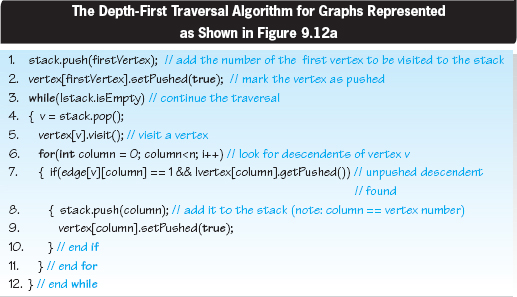 The Depth-First Traversal Algorithm for Graphs Represented
as Shown in Figure 9.12a
1. stack.push(firstVertex); // add the number of the first vertex to be visited to the stack
2. vertex[firstVertex].setPushed(true); // mark the vertex as pushed
3. while(!stack.isEmpty) // continue the traversal
4. { v = stack.pop();
5. vertex[v].visit(); // visit a vertex
6. for(int column = 0; column<n; i++) // look for descendents of vertex v
7. { if(edge[v][column] == 1 && !vertex[column].getPushed()) // unpushed descendent
// found
8. { stack.push(column); // add it to the stack (note: column == vertex number)
9. vertex[column].setPushed(true);
10. } // end if
11. } // end for
12. } // end while